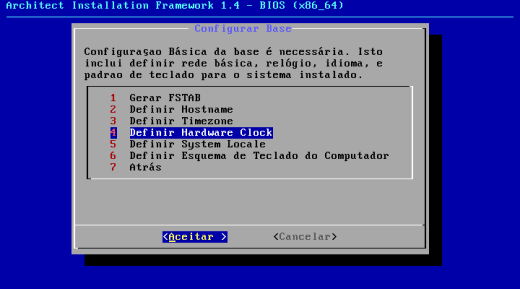 Architect Installation Framework 1.4 - BIOS (x86_64)
Configurar Base
Configuraşao Básica da base é necessária. Isto
inclui definir rede básica, relógio, idioma, e
padrao de teclado para o sistema instalado.
1 Gerar FSTAB
2 Definir Hostname
3 Definir Timezone
4 Definir Hardware Clock
5 Definir System Locale
6 Definir Esquema de Teclado do Computador
7 Atrás
<Aceitar > <Cancelar>